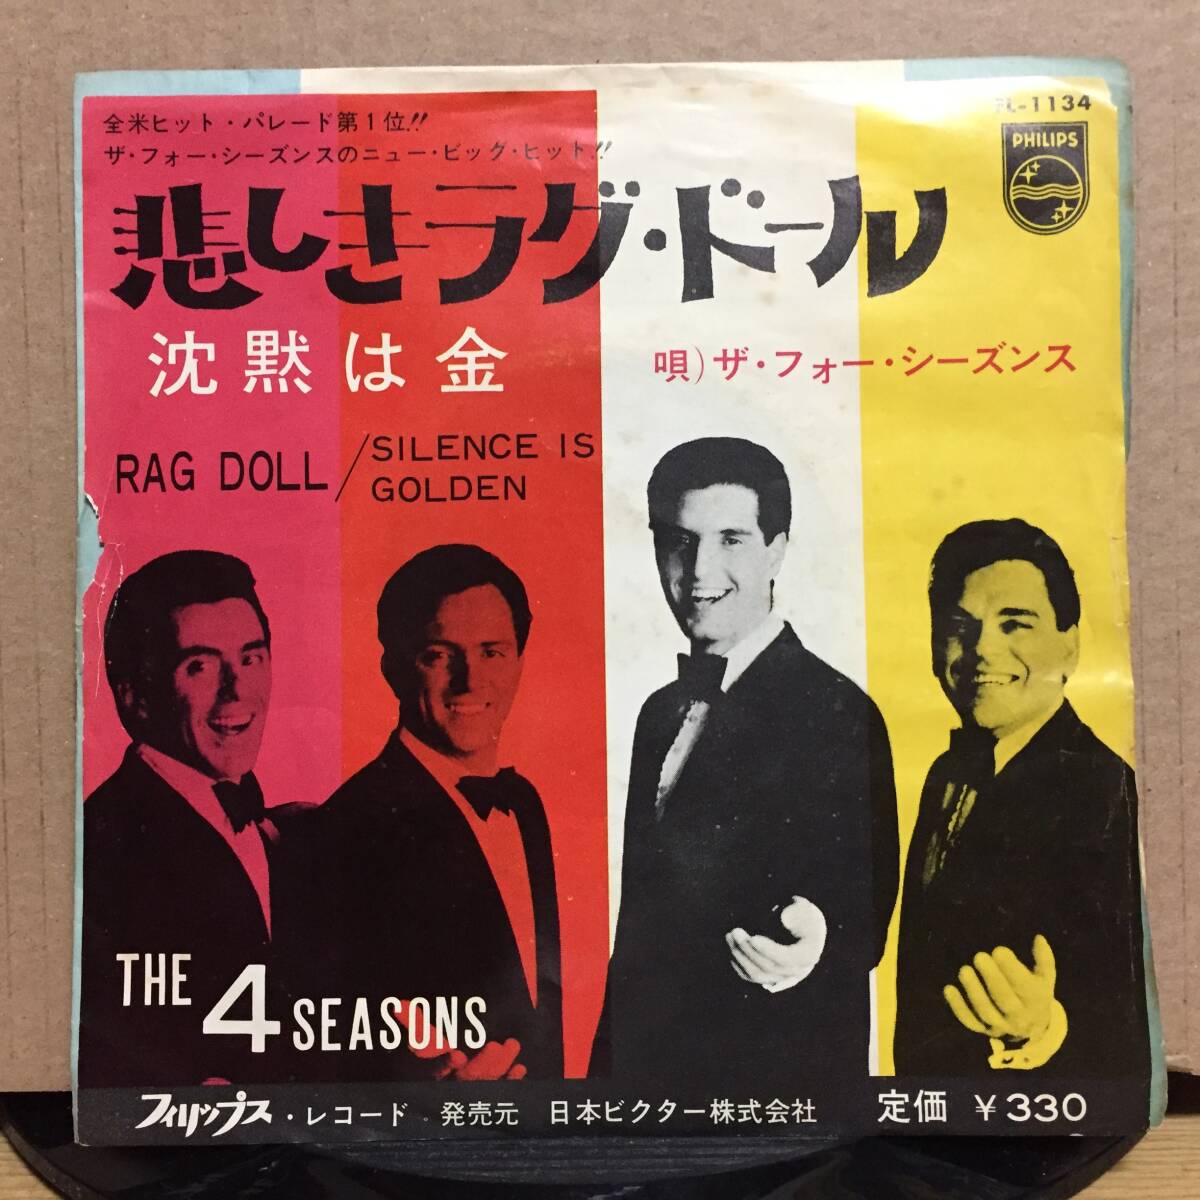 全米ヒット・パレード第1位!!
ザ・フォー・シーズンスのニュー・ビッグ・ヒット!!
FL-1134
PHILIPS
悲しきラグ・ドール
沈黙は金
唄)ザ・フォー・シーズンス
RAG DOLL/SILENCE IS
GOLDEN
THE 4 SEASONS
フィリップス・レコード 発売元 日本ビクター株式会社 定価 ¥330